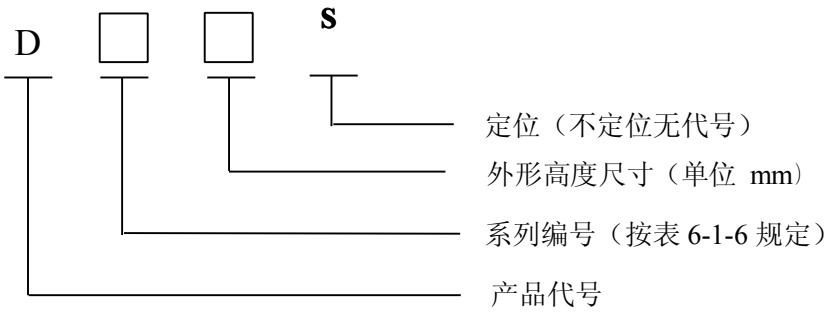 D □ □ s
定位（不定位无代号）
外形高度尺寸（单位 mm）
系列编号（按表 6-1-6 规定）
产品代号